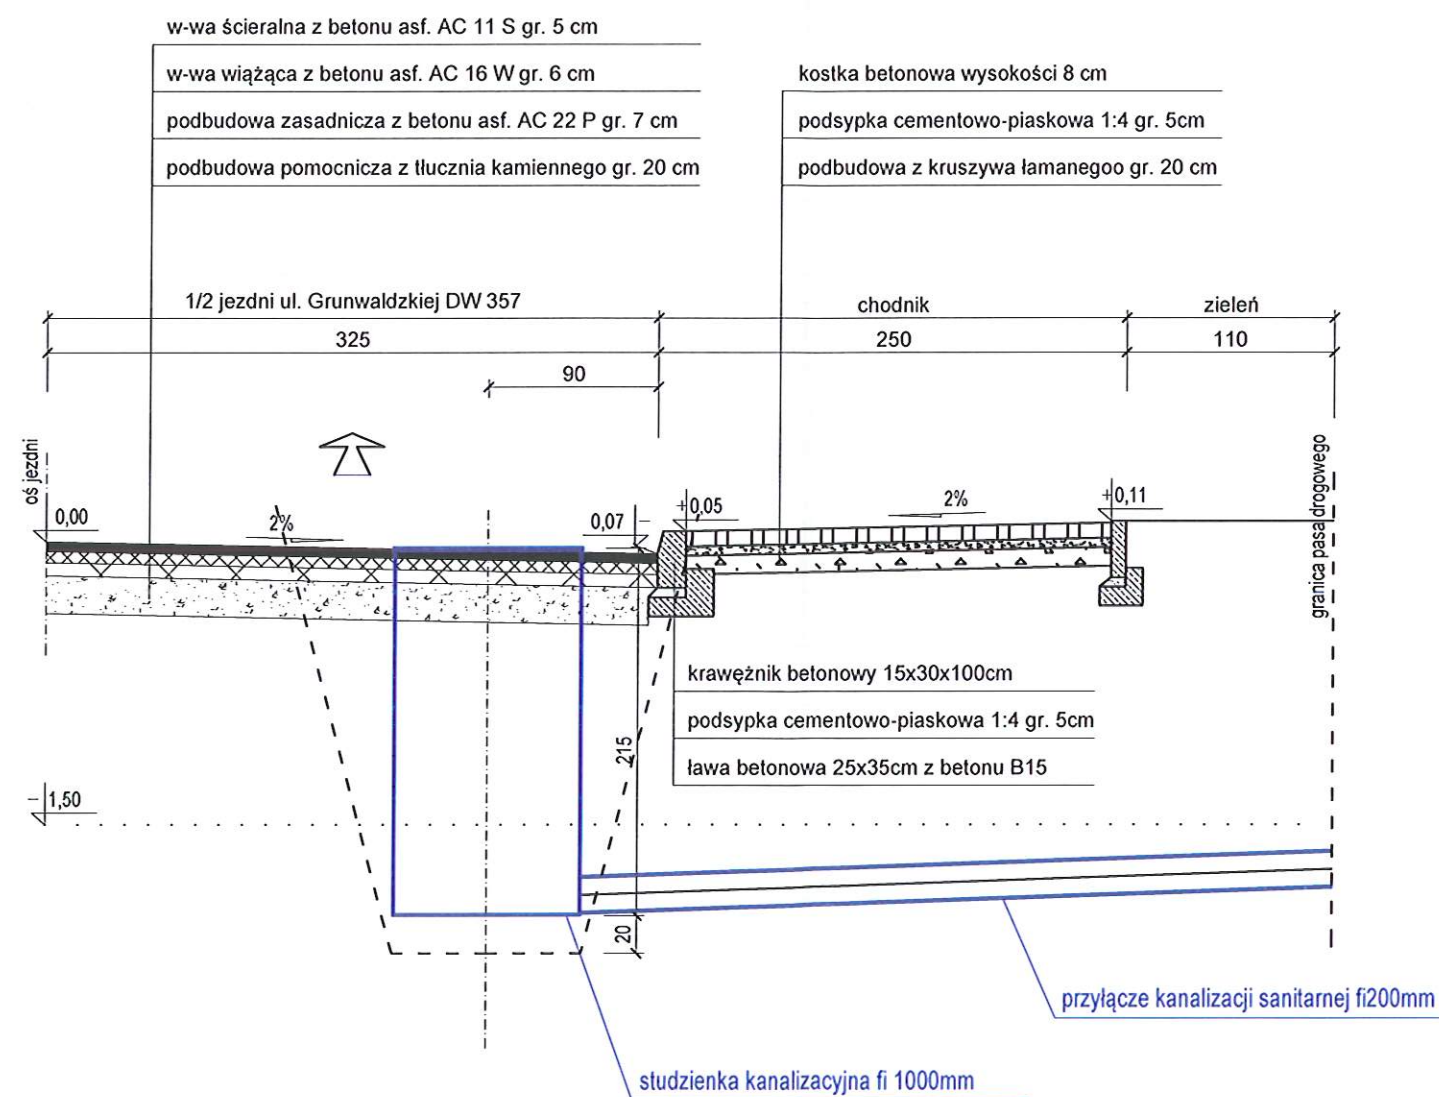 w-wa ścieralna z betonu asf. AC 11 S gr. 5 cm
w-wa wiążąca z betonu asf. AC 16 W gr. 6 cm
podbudowa zasadnicza z betonu asf. AC 22 P gr. 7 cm
podbudowa pomocnicza z tłucznia kamiennego gr. 20 cm
kostka betonowa wysokości 8 cm
podsypka cementowo-piaskowa 1:4 gr. 5cm
podbudowa z kruszywa łamanegoo gr. 20 cm
1/2 jezdni ul. Grunwaldzkiej DW 357
chodnik
zieleń
325
250
110
90
oś jezdni
granica pasa drogowego
0,00
2%
0,07 -
+0,05
2%
+0,11
krawężnik betonowy 15x30x100cm
podsypka cementowo-piaskowa 1:4 gr. 5cm
ława betonowa 25x35cm z betonu B15
215
-1,50
20
przyłącze kanalizacji sanitarnej fi200mm
studzienka kanalizacyjna fi 1000mm